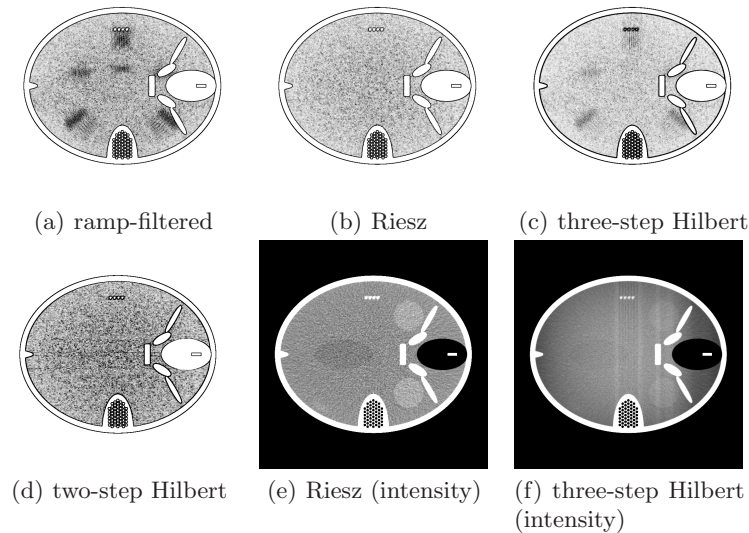 (a) ramp-filtered
(b) Riesz
(c) three-step Hilbert
(d) two-step Hilbert
(e) Riesz (intensity)
(f) three-step Hilbert
(intensity)